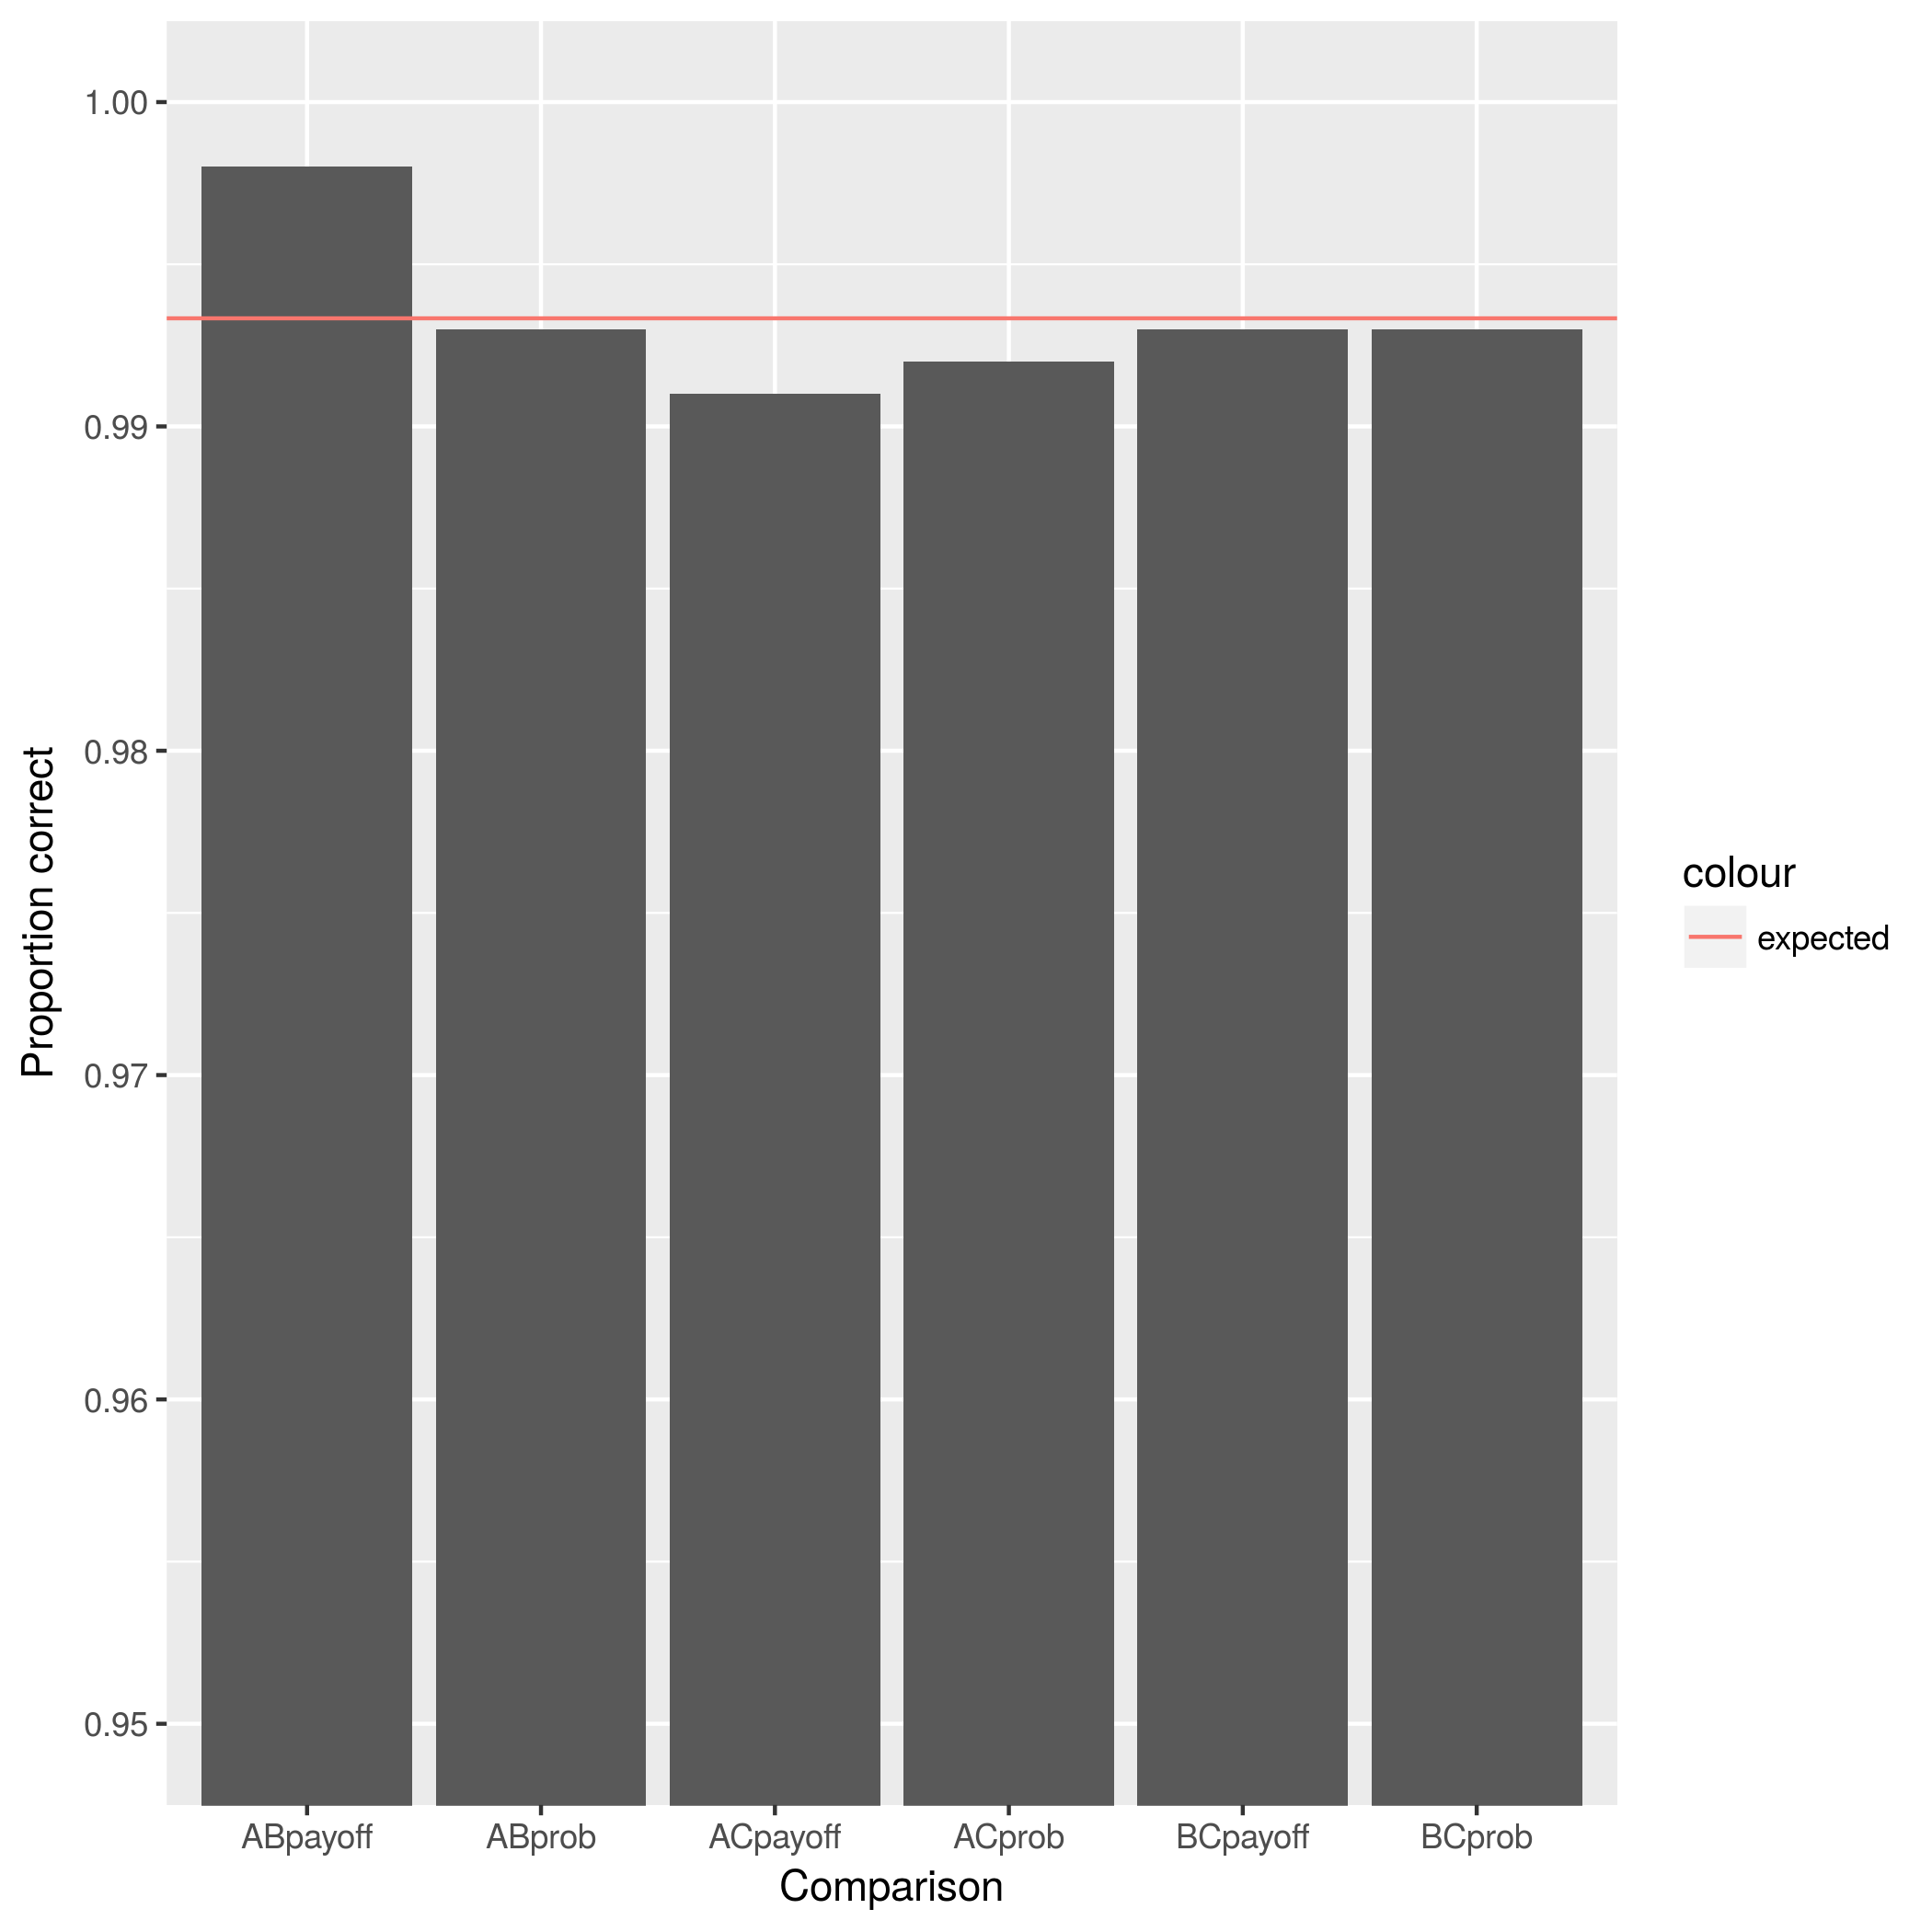 Proportion correct
1.00
0.99
0.98
0.97
0.96
0.95
ABpayoff
ABprob
ACpayoff
ACprob
BCpayoff
BCprob
Comparison
colour
expected